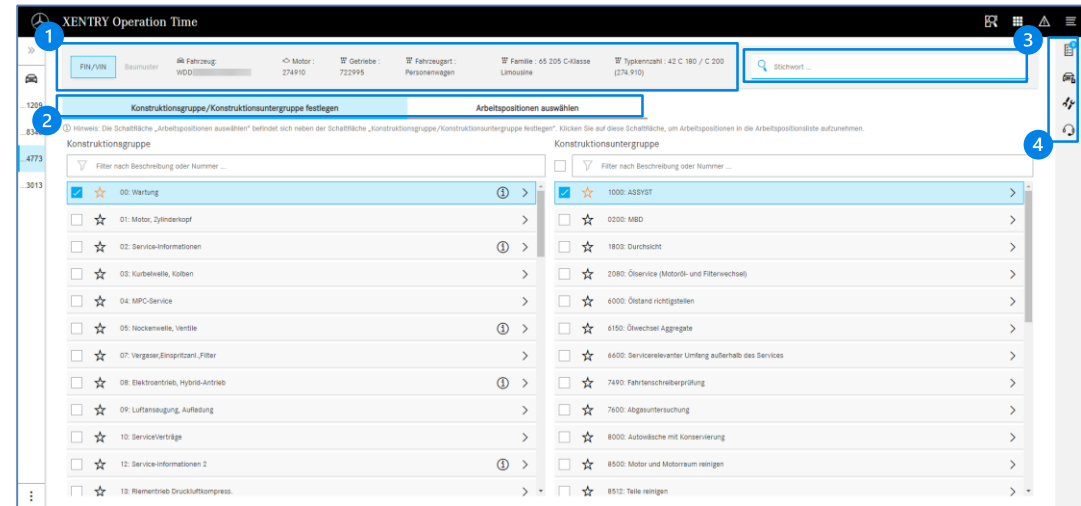 XENTRY Operation Time
1
3
FIN/VIN
Baumuster
Fahrzeug:
WDD
Motor :
274910
Getriebe :
722995
Fahrzeugart :
Personenwagen
Familie : 65 205 C-Klasse
Limousine
Typkennzahl : 42 C 180 / C 200
(274.910)
Stichwort ...
2
4
...4773
...3013
Konstruktionsgruppe/Konstruktionsuntergruppe festlegen
Arbeitspositionen auswählen
Hinweis: Die Schaltfläche „Arbeitspositionen auswählen" befindet sich neben der Schaltfläche „Konstruktionsgruppe/Konstruktionsuntergruppe festlegen". Klicken Sie auf diese Schaltfläche, um Arbeitspositionen in die Arbeitspositionsliste aufzunehmen.
Konstruktionsgruppe
Konstruktionsuntergruppe
Filter nach Beschreibung oder Nummer ...
Filter nach Beschreibung oder Nummer ...
00: Wartung
1000: ASSYST
01: Motor, Zylinderkopf
0200: MBD
02: Service-Informationen
1803: Durchsicht
03: Kurbelwelle, Kolben
2080: Ölservice (Motoröl- und Filterwechsel)
04: MPC-Service
6000: Ölstand richtigstellen
05: Nockenwelle, Ventile
6150: Ölwechsel Aggregate
07: Vergaser,Einspritzanl.,Filter
6600: Servicerelevanter Umfang außerhalb des Services
08: Elektroantrieb, Hybrid-Antrieb
7490: Fahrtenschreiberprüfung
09: Luftansaugung, Aufladung
7600: Abgasuntersuchung
10: ServiceVerträge
8000: Autowäsche mit Konservierung
12: Service-Informationen 2
8500: Motor und Motorraum reinigen
13: Riementrieb Druckluftkompress.
8512: Teile reinigen